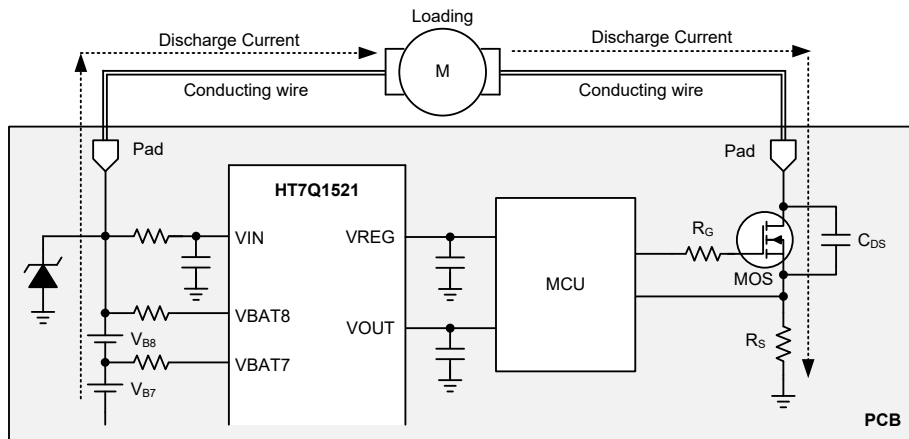 Loading
Discharge Current
Discharge Current
M
Conducting wire
Conducting wire
Pad
Pad
HT7Q1521
VIN
VREG
RG
CDS
MCU
MOS
VBAT8
VOUT
VB8
RS
VBAT7
VB7
PCB